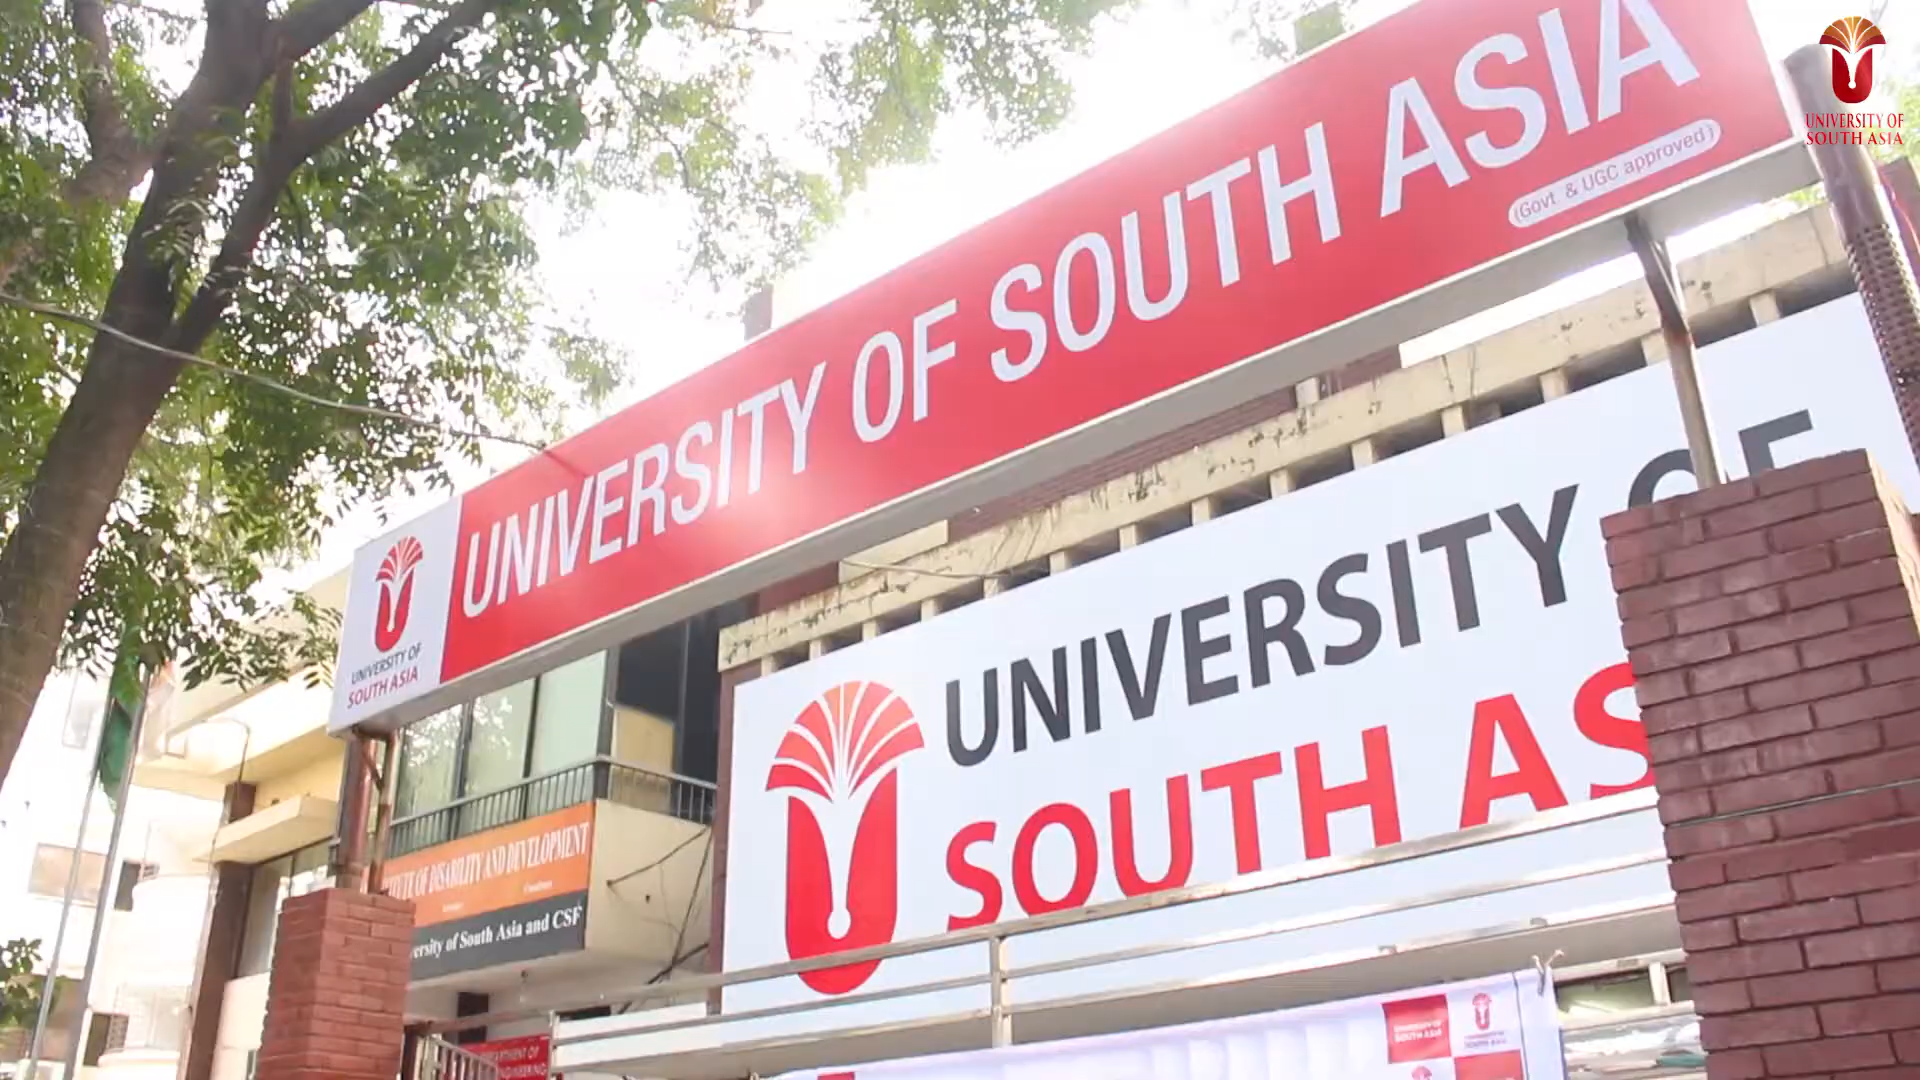 UNIVERSITY OF
SOUTH ASIA
UNIVERSITY OF SOUTH ASIA
(Govt. & UGC approved)
UNIVERSITY OF
SOUTH ASIA
UNIVERSITY OF
SOUTH AS
OF DISABILITY AND DEVELOPMENT
of South Asia and CSF
UNIVERSITY OF
SOUTH ASIA